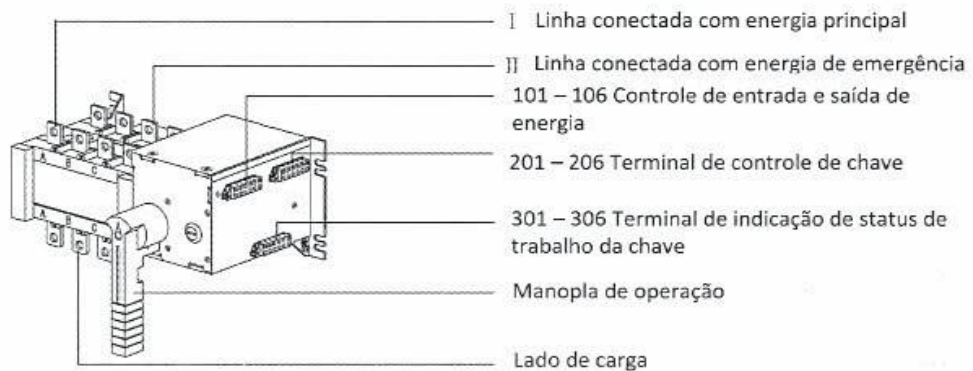 I Linha conectada com energia principal
II Linha conectada com energia de emergência
101 – 106 Controle de entrada e saída de
energia
201 – 206 Terminal de controle de chave
301 – 306 Terminal de indicação de status de
trabalho da chave
Manopla de operação
Lado de carga
A B C
A B C